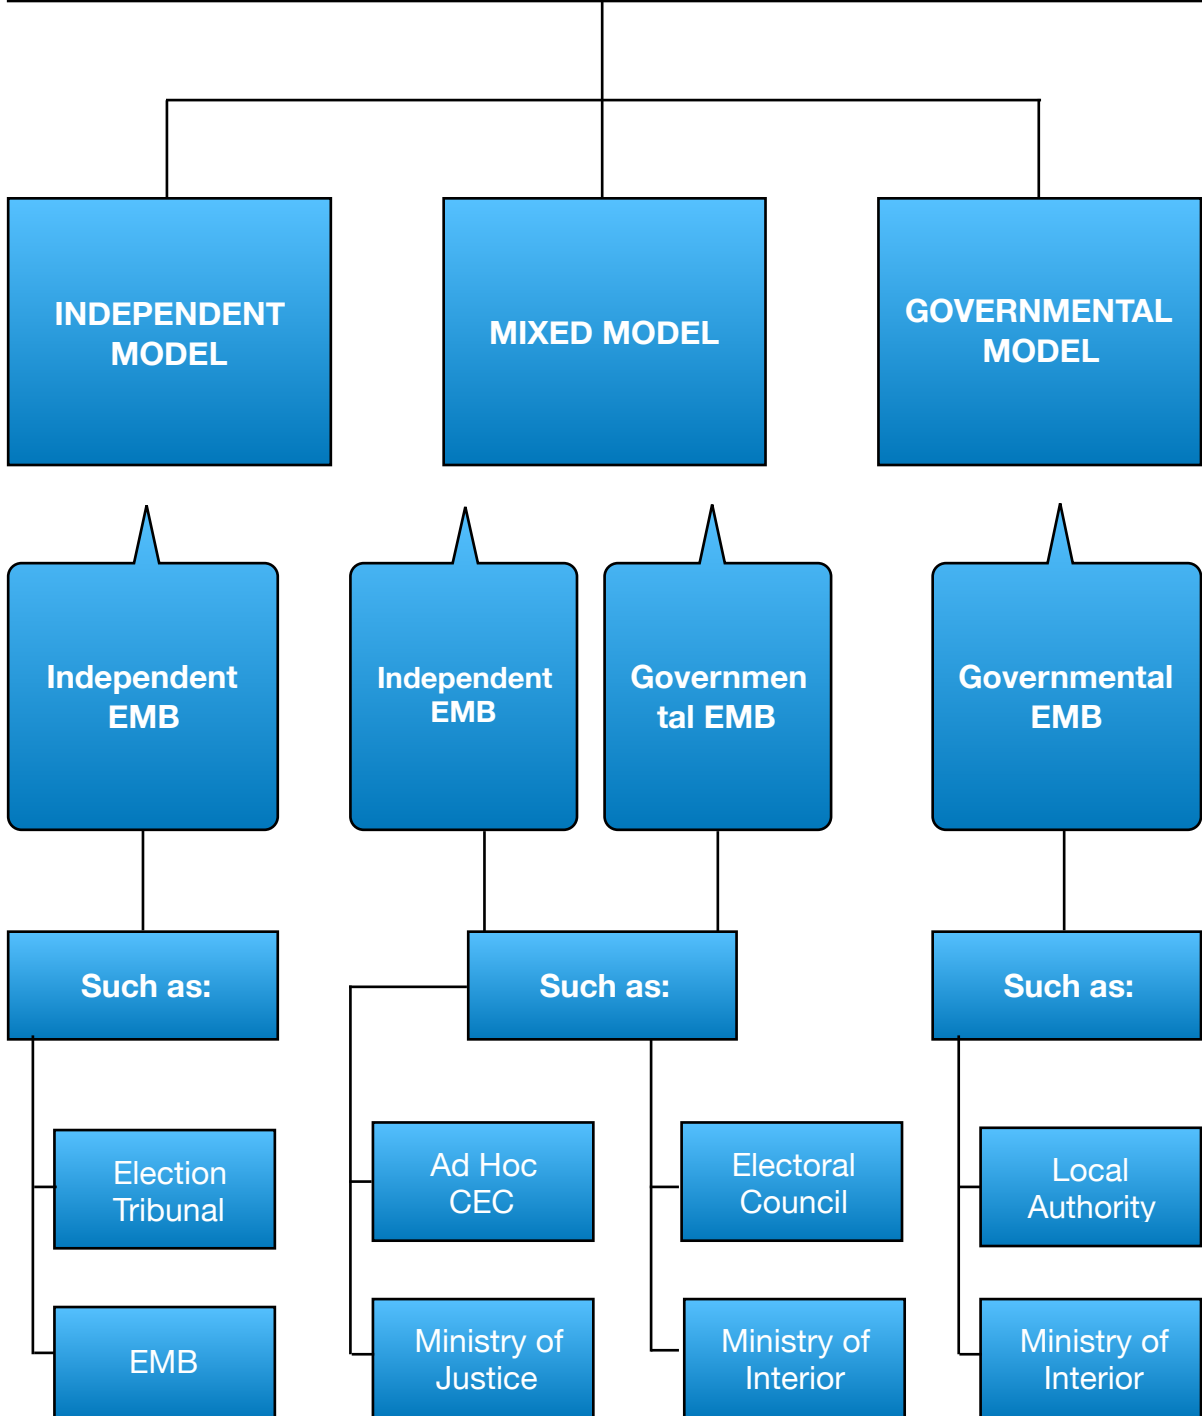 INDEPENDENT
MODEL
MIXED MODEL
GOVERNMENTAL
MODEL
Independent
EMB
Independent
EMB
Governmen
tal EMB
Governmental
EMB
Such as:
Such as:
Such as:
Election
Tribunal
Ad Hoc
CEC
Electoral
Council
Local
Authority
EMB
Ministry of
Justice
Ministry of
Interior
Ministry of
Interior